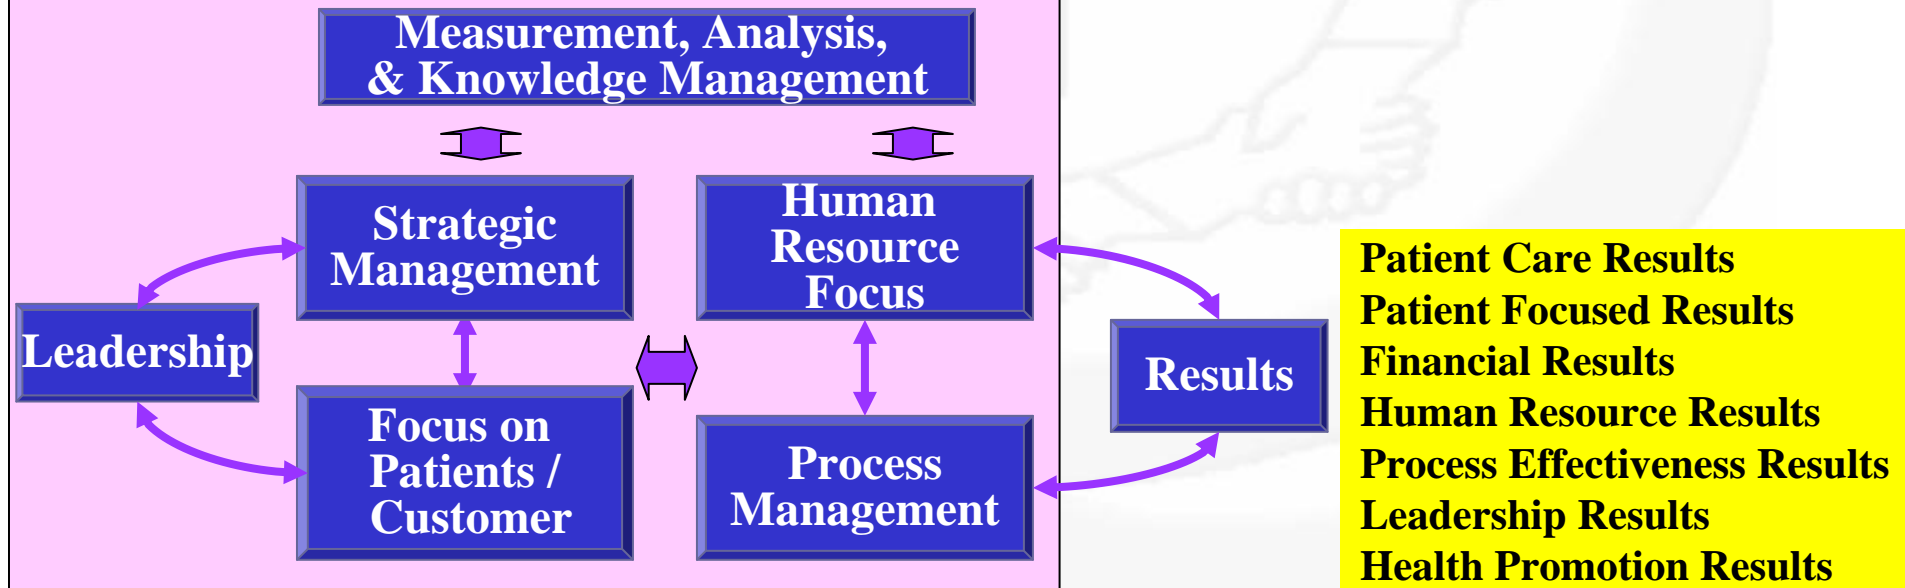 Measurement, Analysis,
& Knowledge Management
Strategic
Management
Human
Resource
Focus
Leadership
Results
Focus on
Patients /
Customer
Process
Management
Patient Care Results
Patient Focused Results
Financial Results
Human Resource Results
Process Effectiveness Results
Leadership Results
Health Promotion Results